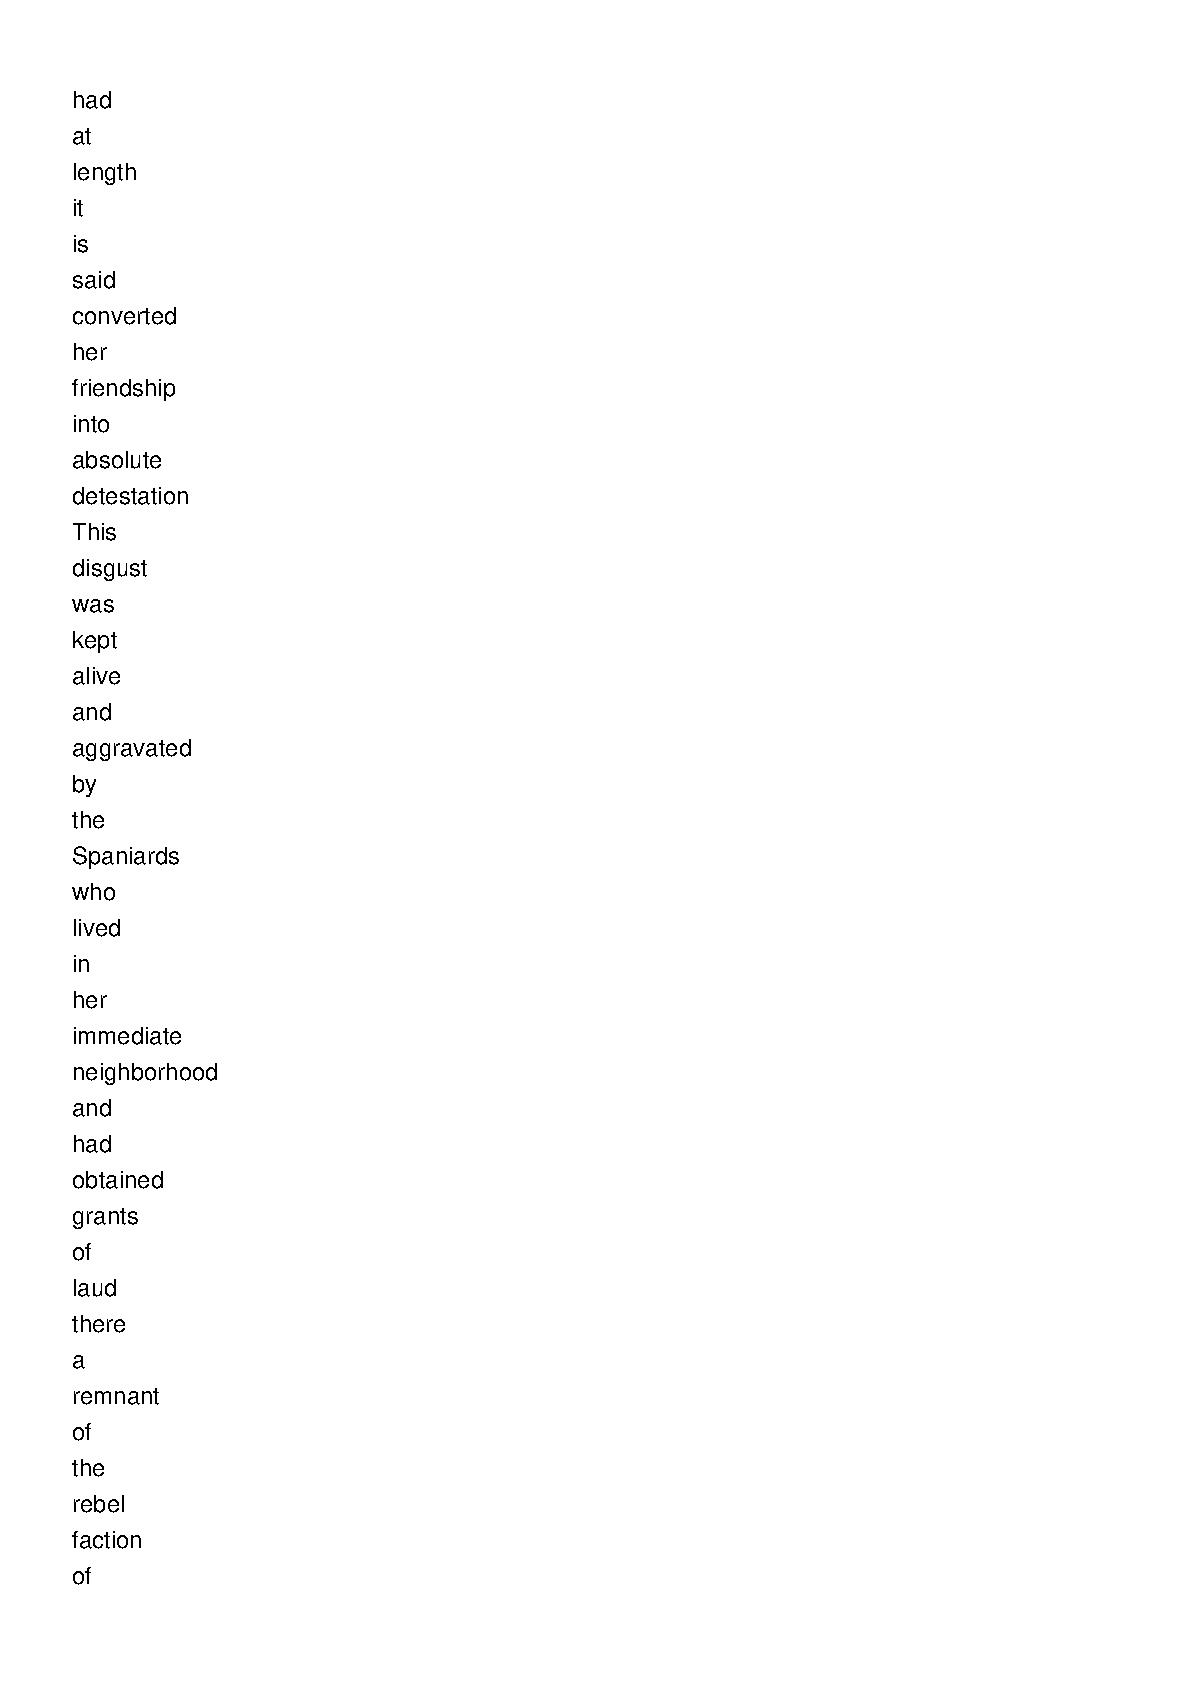 had
at
length
it
is
said
converted
her
friendship
into
absolute
detestation
This
disgust
was
kept
alive
and
aggravated
by
the
Spaniards
who
lived
in
her
immediate
neighborhood
and
had
obtained
grants
of
laud
there
a
remnant
of
the
rebel
faction
of